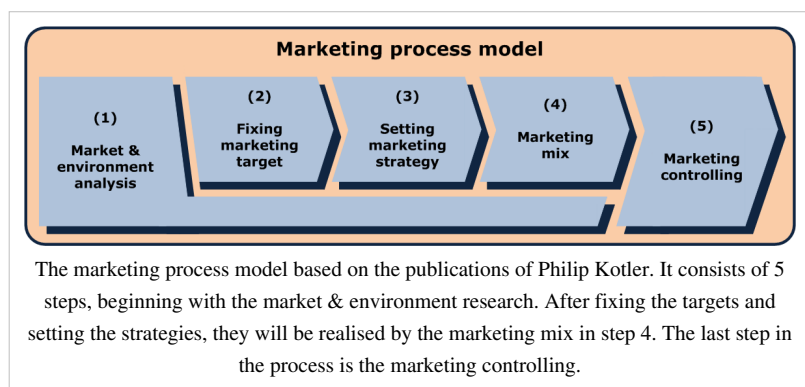 Marketing process model
(1)
Market &
environment
analysis
(2)
Fixing
marketing
target
(3)
Setting
marketing
strategy
(4)
Marketing
mix
(5)
Marketing
controlling
The marketing process model based on the publications of Philip Kotler. It consists of 5
steps, beginning with the market & environment research. After fixing the targets and
setting the strategies, they will be realised by the marketing mix in step 4. The last step in
the process is the marketing controlling.